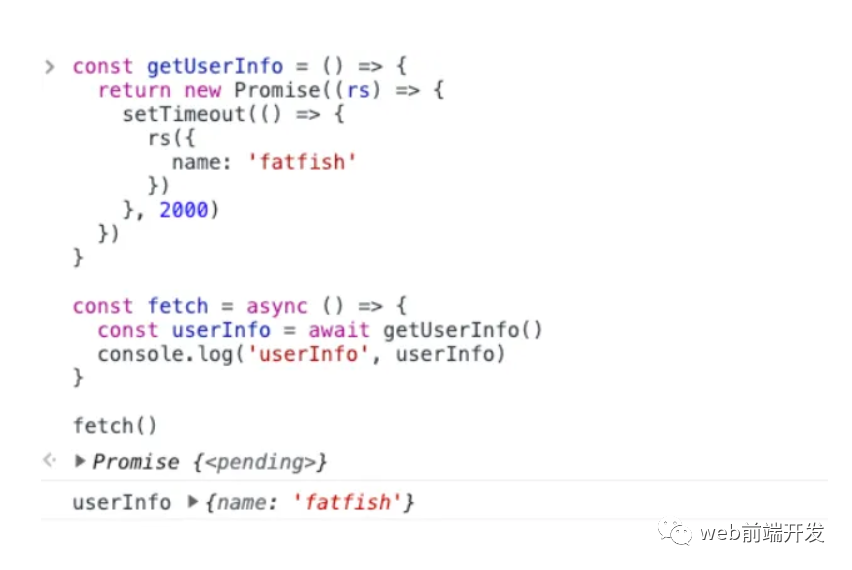 > const getUserInfo = () => {
    return new Promise((rs) => {
      setTimeout(() => {
        rs({
          name: 'fatfish'
        })
      }, 2000)
    })
  }

  const fetch = async () => {
    const userInfo = await getUserInfo()
    console.log('userInfo', userInfo)
  }

  fetch()
<· ▶Promise {<pending>}
  userInfo ▶{name: 'fatfish'}
web前端开发